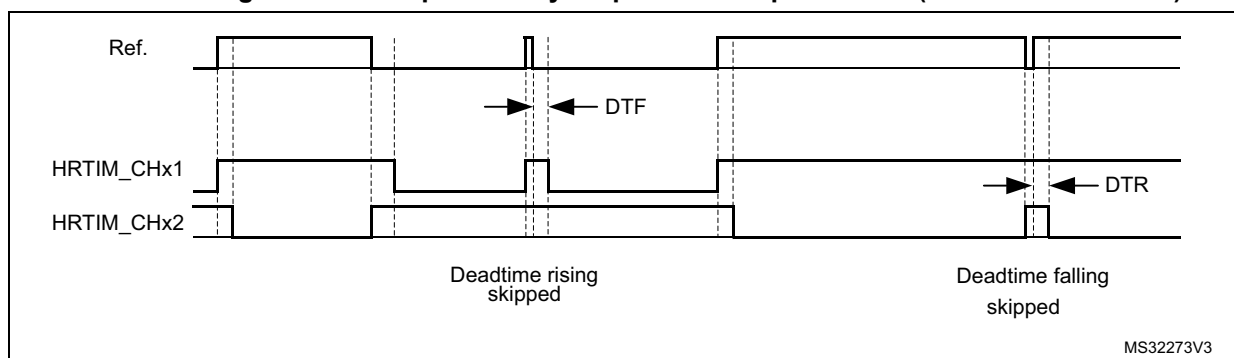 Ref.
DTF
HRTIM_CHx1
DTR
HRTIM_CHx2
Deadtime rising
skipped
Deadtime falling
skipped
MS32273V3